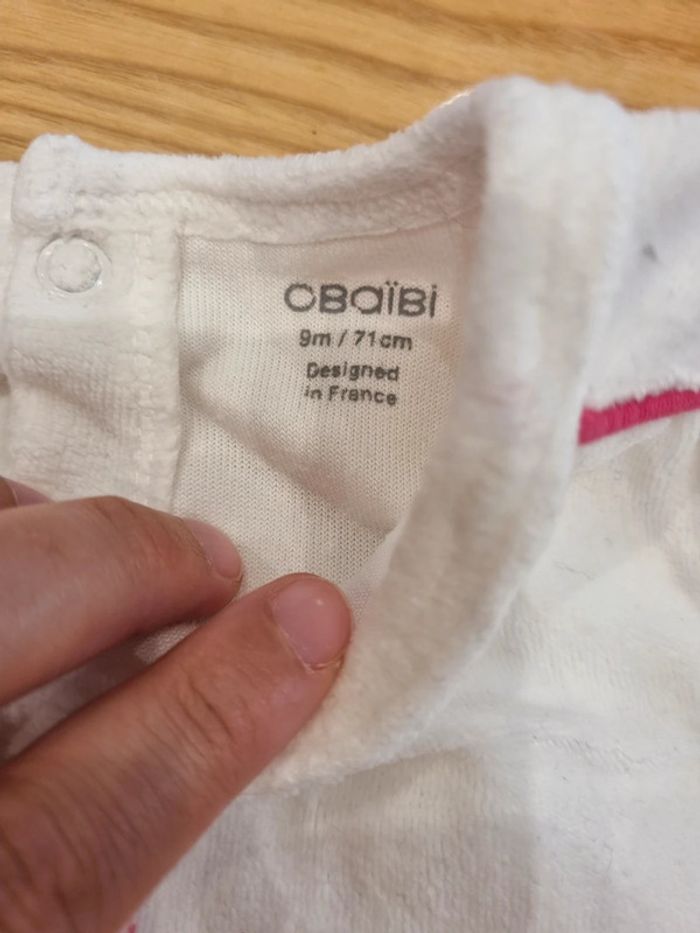 OBaïBi
9m / 71cm
Designed
in France